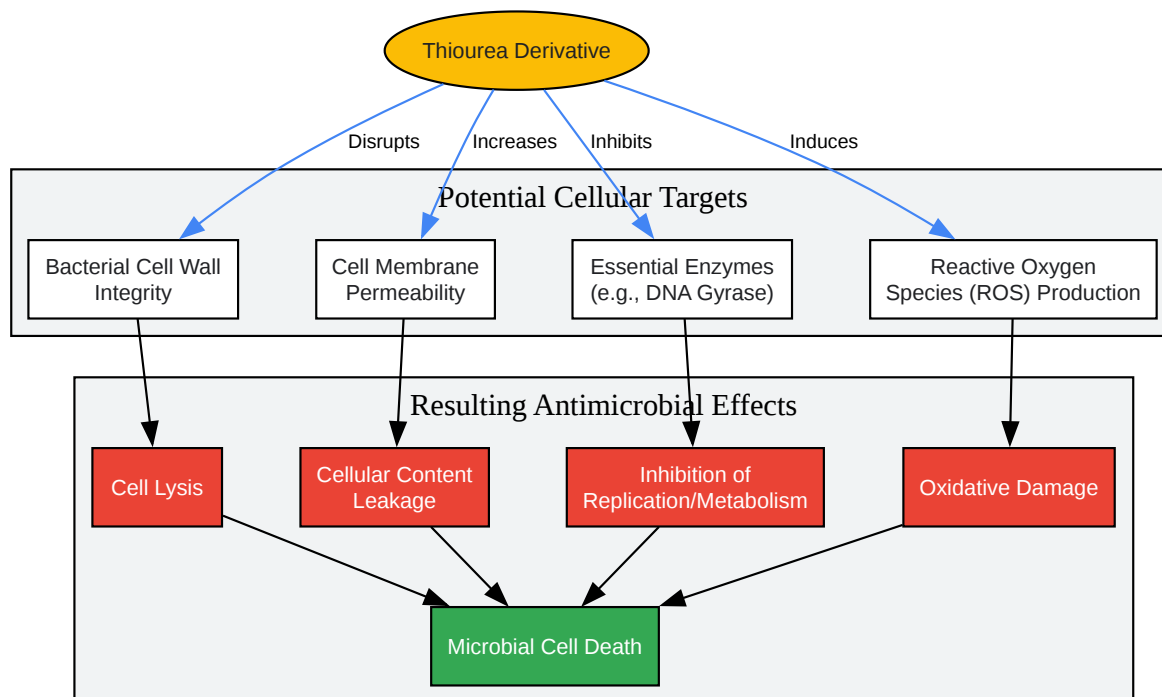 Thiourea Derivative
Disrupts
Increases
Inhibits
Induces
Potential Cellular Targets
Bacterial Cell Wall
Integrity
Cell Membrane
Permeability
Essential Enzymes
(e.g., DNA Gyrase)
Reactive Oxygen
Species (ROS) Production
Resulting Antimicrobial Effects
Cell Lysis
Cellular Content
Leakage
Inhibition of
Replication/Metabolism
Oxidative Damage
Microbial Cell Death